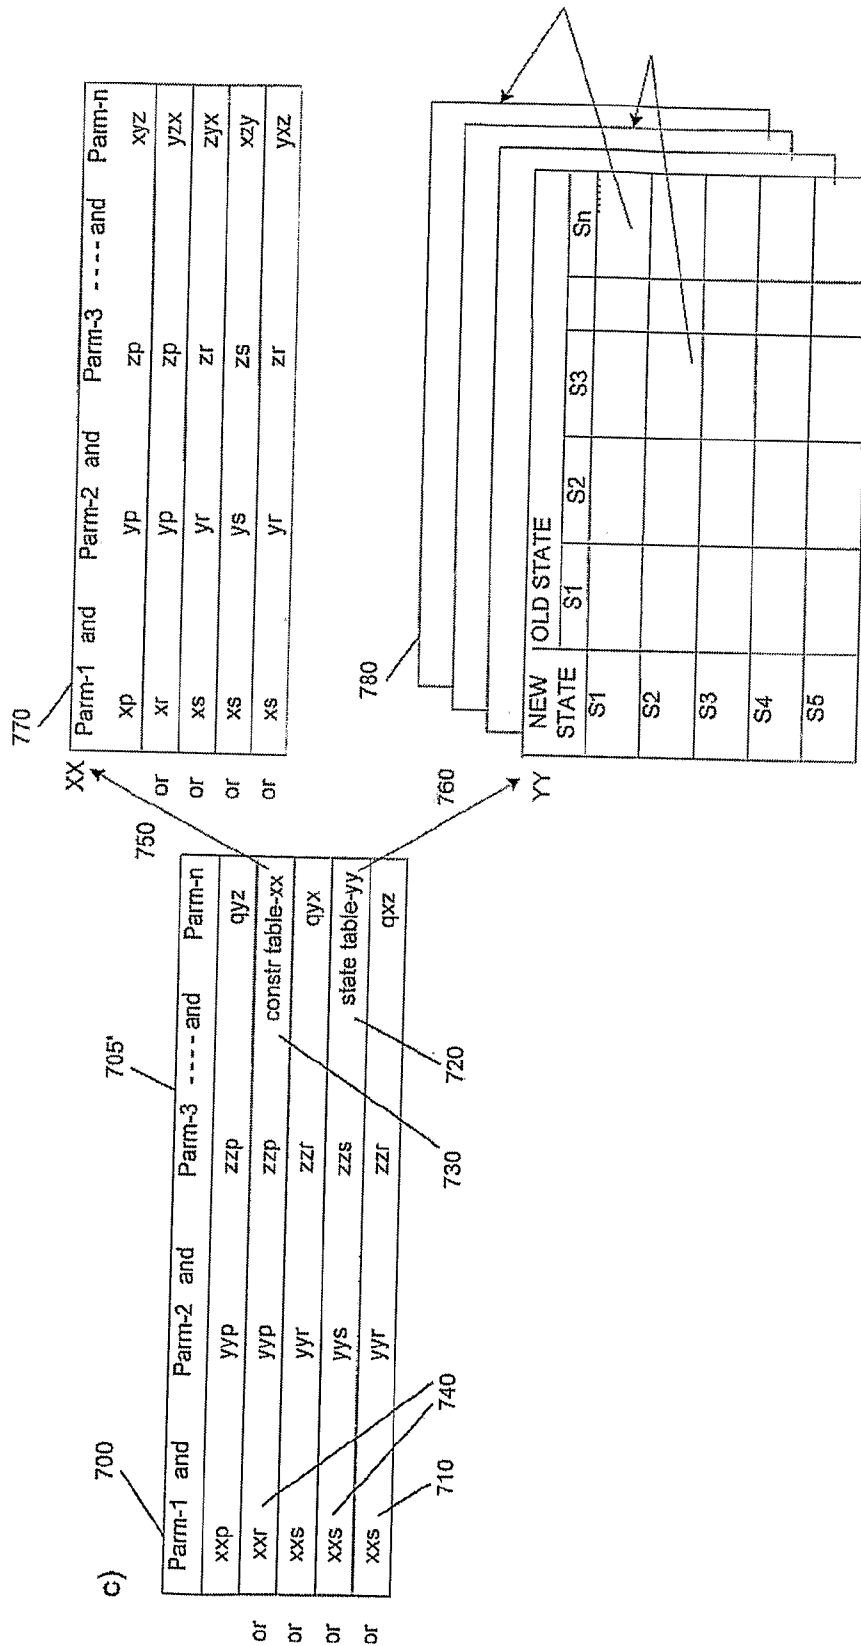 c)
700
705'
Parm-1 and Parm-2 and Parm-3 ---- and Parm-n
xxp yyp zzp qyz
or xxr yyp zzp constr table-xx
or xxs yyr zzr qyx
or xxs yys zzs state table-yy
or xxs yyr zzr qxz
710
740
730
720
750
760
770
XX
Parm-1 and Parm-2 and Parm-3 ---- and Parm-n
xp yp zp xyz
or xr yp zp yzx
or xs yr zr zyx
or xs ys zs xzy
or xs yr zr yxz
780
YY
NEW STATE OLD STATE
S1 S2 S3 Sn
S1
S2
S3
S4
S5